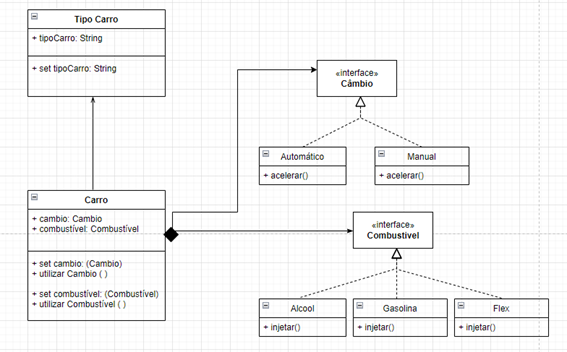 Tipo Carro
+ tipoCarro: String
+ set tipoCarro: String
«interface»
Câmbio
Automático
+ acelerar()
Manual
+ acelerar()
Carro
+ cambio: Cambio
+ combustível: Combustível
+ set cambio: (Cambio)
+ utilizar Cambio ( )
+ set combustível: (Combustível)
+ utilizar Combustível ( )
«interface»
Combustivel
Alcool
+ injetar()
Gasolina
+ injetar()
Flex
+ injetar()